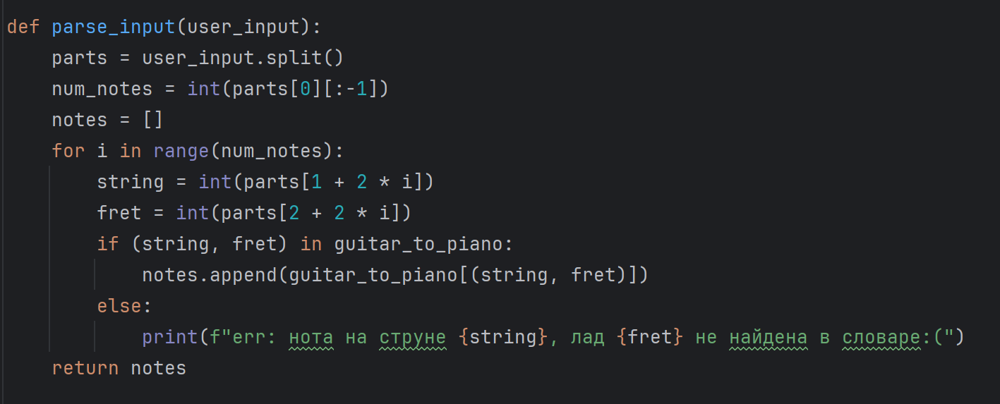 def parse_input(user_input):
    parts = user_input.split()
    num_notes = int(parts[0][:-1])
    notes = []
    for i in range(num_notes):
        string = int(parts[1 + 2 * i])
        fret = int(parts[2 + 2 * i])
        if (string, fret) in guitar_to_piano:
            notes.append(guitar_to_piano[(string, fret)])
        else:
            print(f"err: нота на струне {string}, лад {fret} не найдена в словаре:(")
    return notes